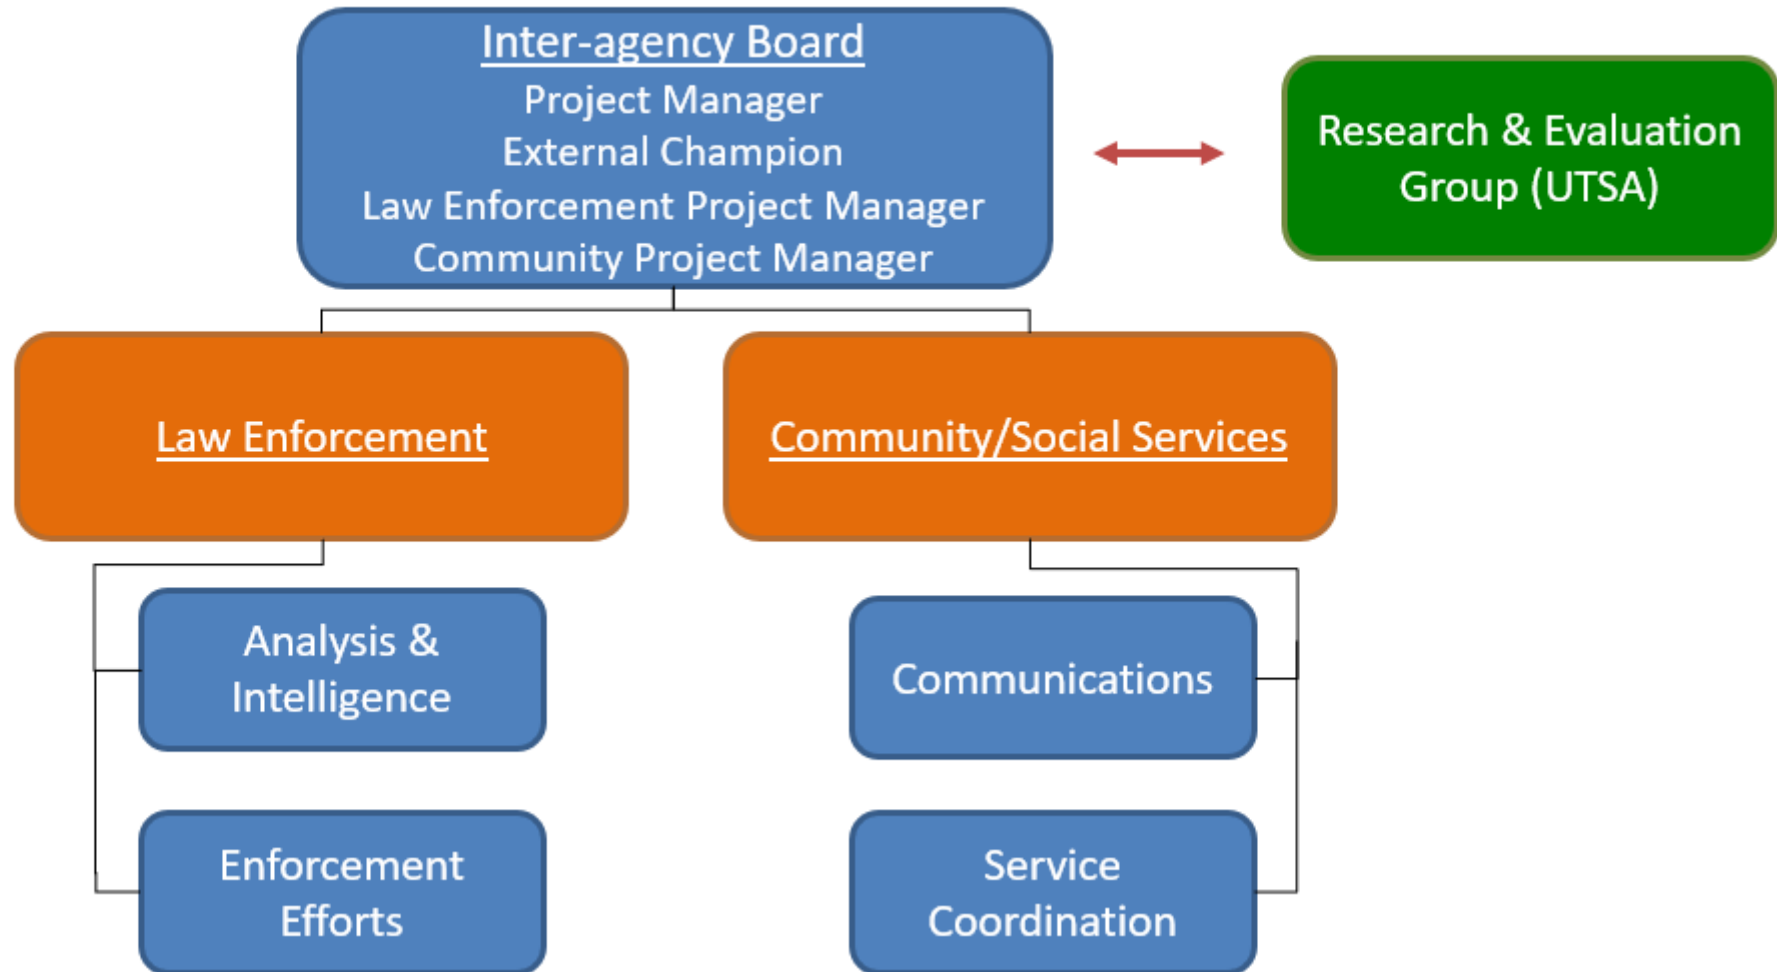 Inter-agency Board
Project Manager
External Champion
Law Enforcement Project Manager
Community Project Manager
Research & Evaluation
Group (UTSA)
Law Enforcement
Community/Social Services
Analysis &
Intelligence
Communications
Enforcement
Efforts
Service
Coordination